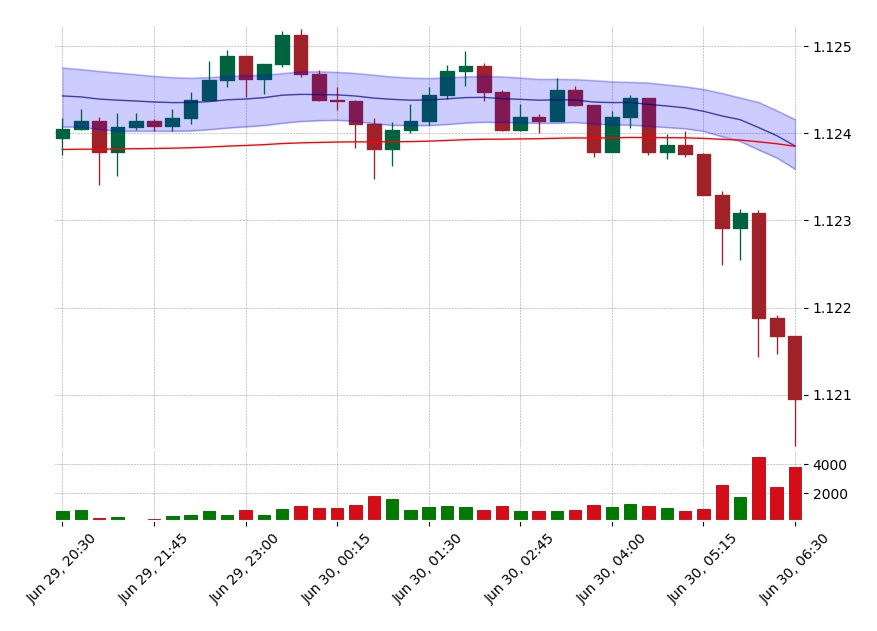 1.125
1.124
1.123
1.122
1.121
4000
2000
Jun 29, 20:30
Jun 29, 21:45
Jun 29, 23:00
Jun 30, 00:15
Jun 30, 01:30
Jun 30, 02:45
Jun 30, 04:00
Jun 30, 05:15
Jun 30, 06:30